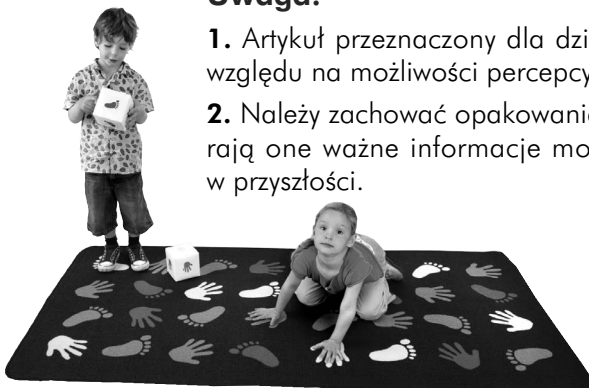 Uwaga:
1. Artykuł przeznaczony dla
względu na możliwości
2. Należy zachować
rają one ważne informacje
w przyszłości.